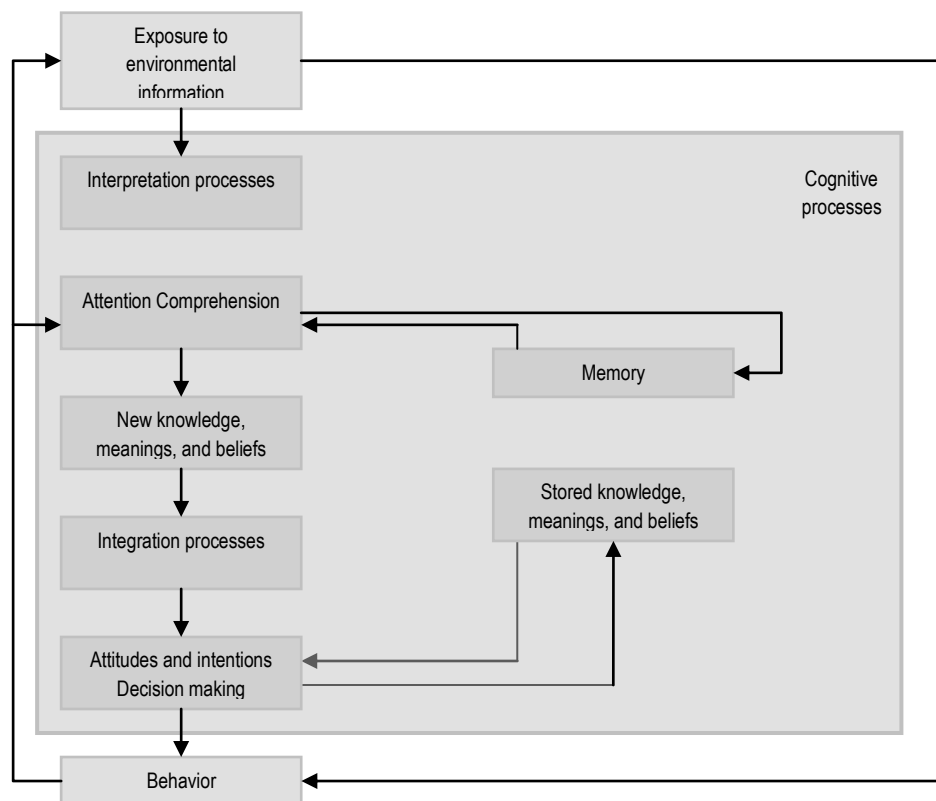 Exposure to
environmental
information
Interpretation processes
Cognitive
processes
Attention Comprehension
Memory
New knowledge,
meanings, and beliefs
Stored knowledge,
meanings, and beliefs
Integration processes
Attitudes and intentions
Decision making
Behavior